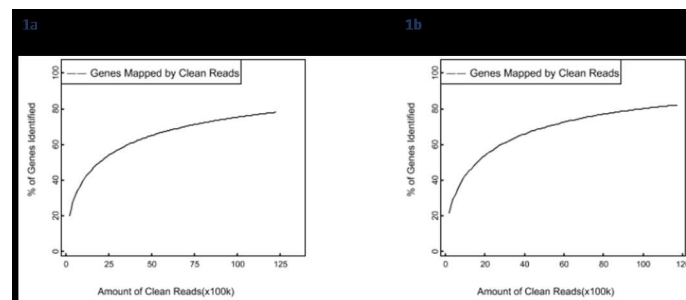 1a
1b
Genes Mapped by Clean Reads
100
80
60
40
20
0
% of Genes Identified
0 25 50 75 100 125
Amount of Clean Reads(x100k)
Genes Mapped by Clean Reads
100
80
60
40
20
0
% of Genes Identified
0 20 40 60 80 100 120
Amount of Clean Reads(x100k)